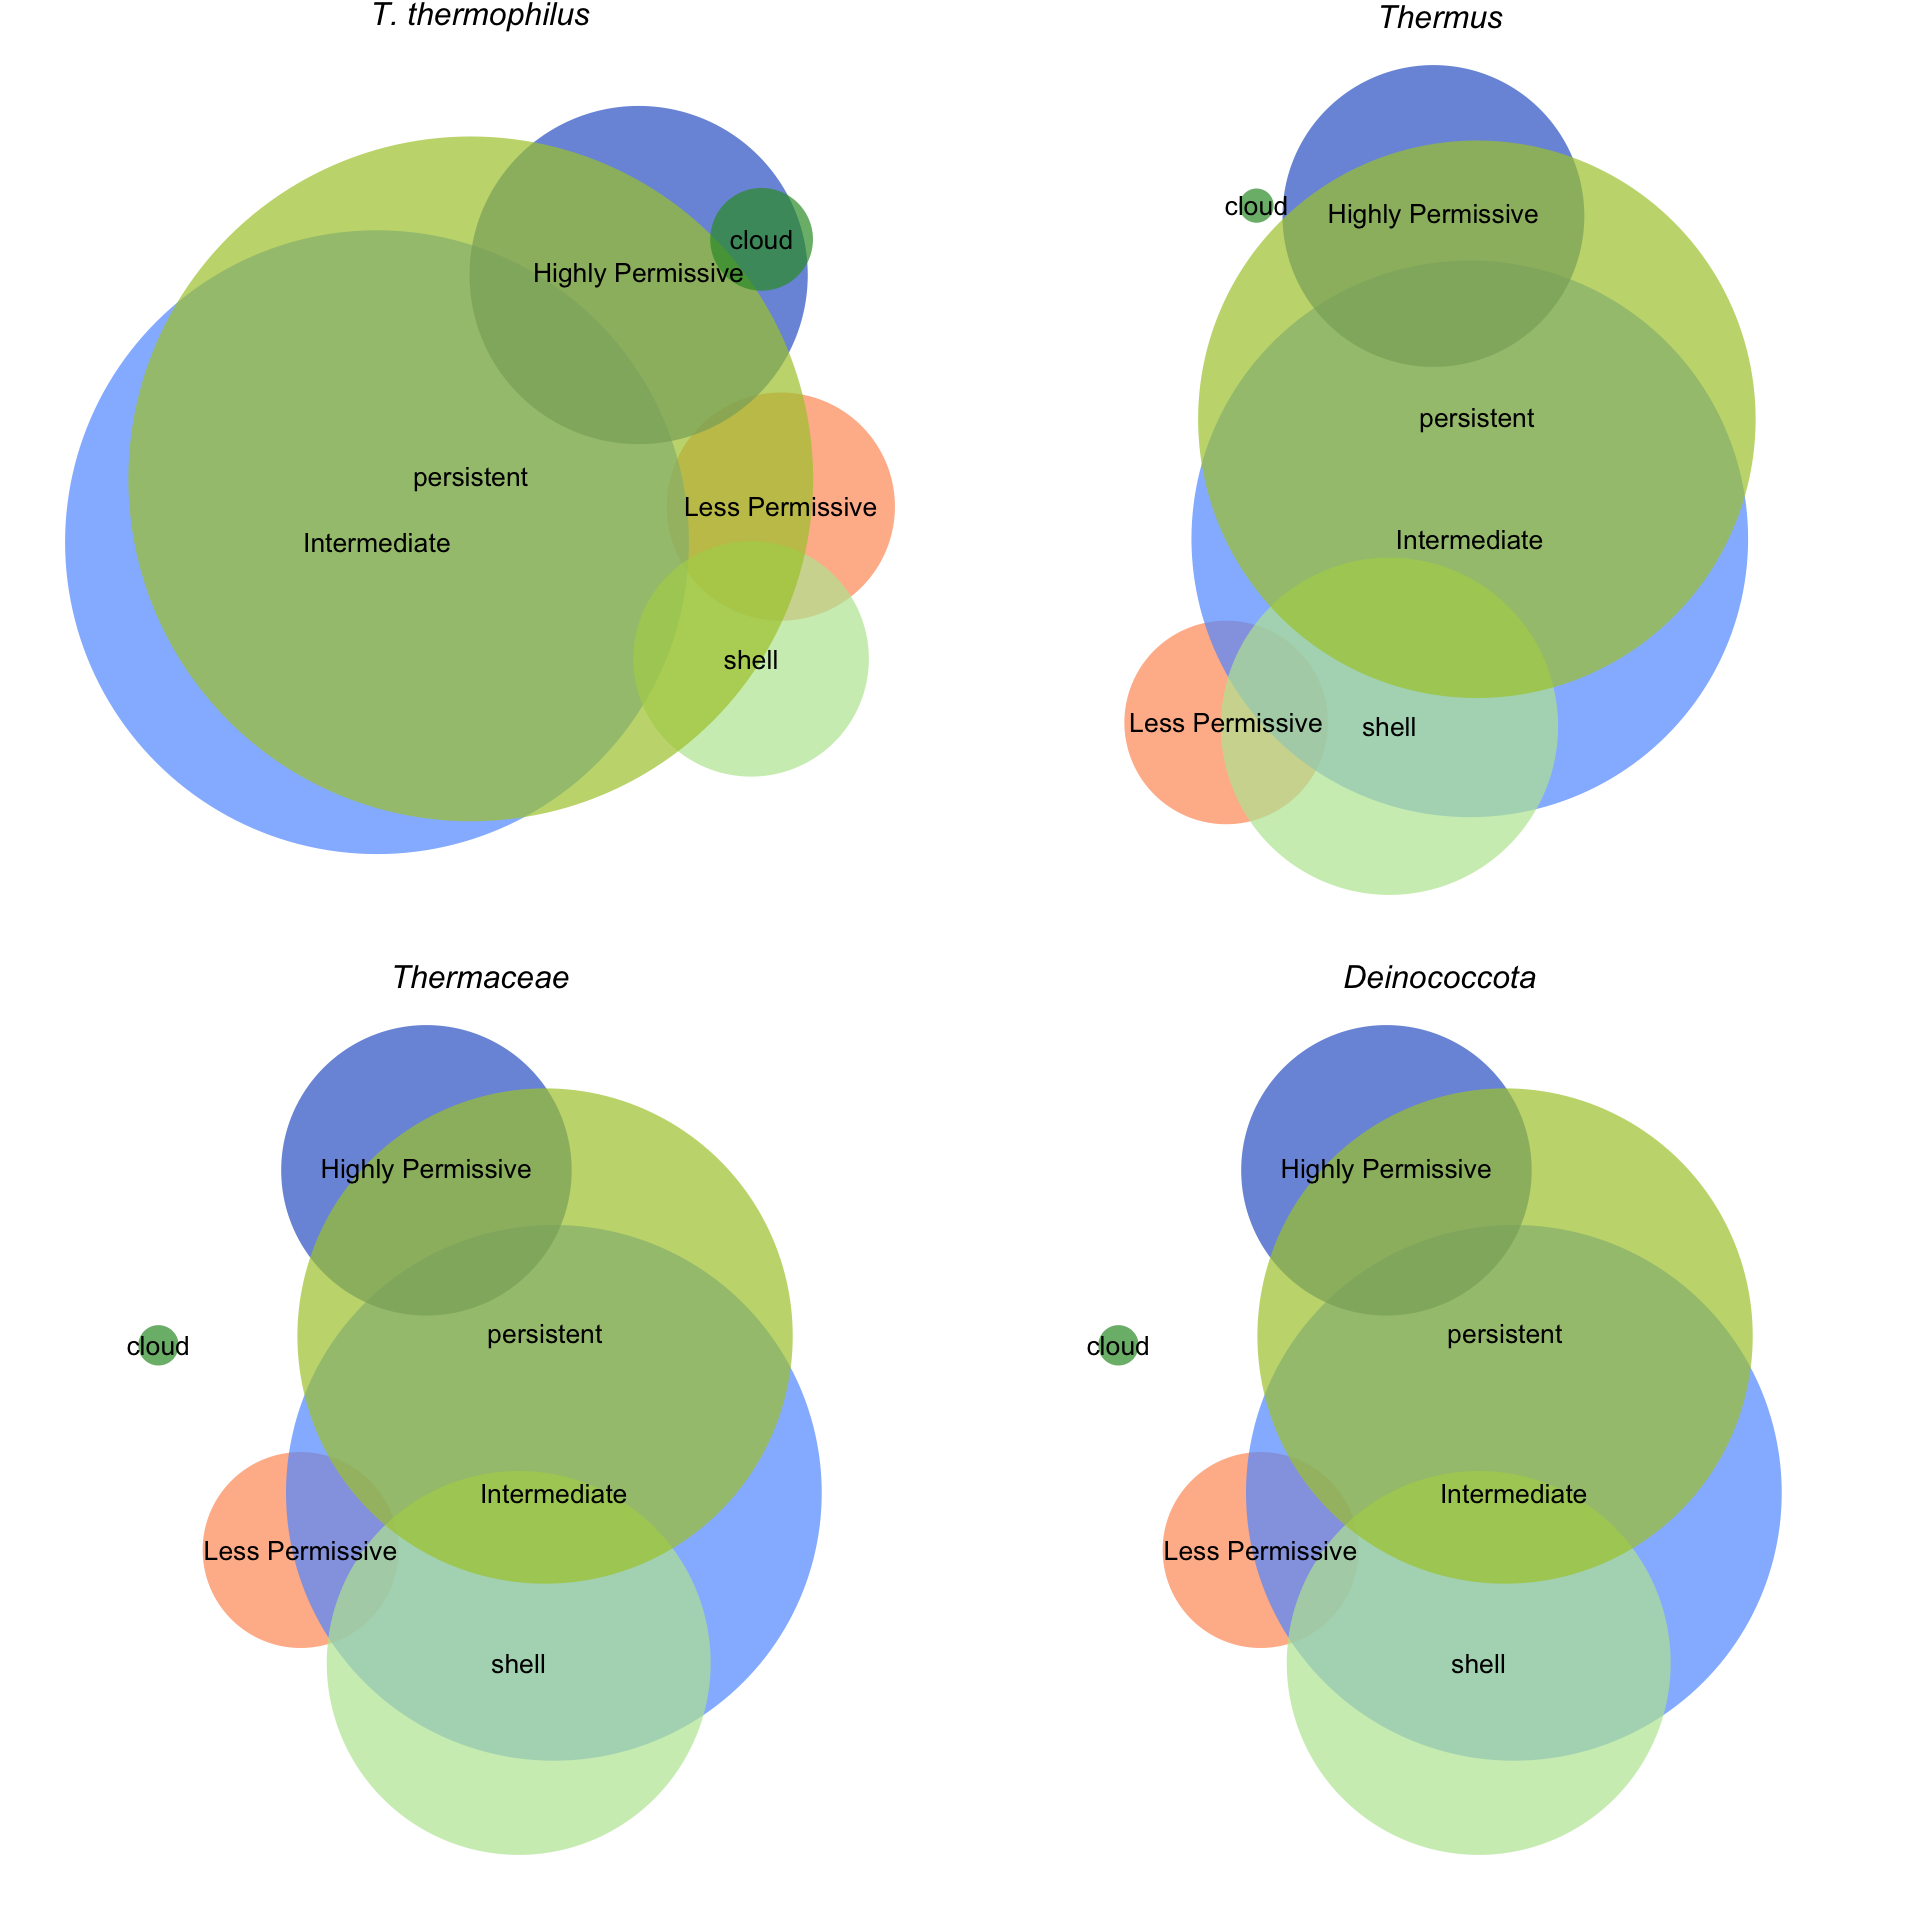 T. thermophilus
cloud
Highly Permissive
persistent
Less Permissive
Intermediate
shell
Thermus
cloud
Highly Permissive
persistent
Intermediate
Less Permissive
shell
Thermaceae
Highly Permissive
persistent
cloud
Intermediate
Less Permissive
shell
Deinococcota
Highly Permissive
persistent
cloud
Intermediate
Less Permissive
shell